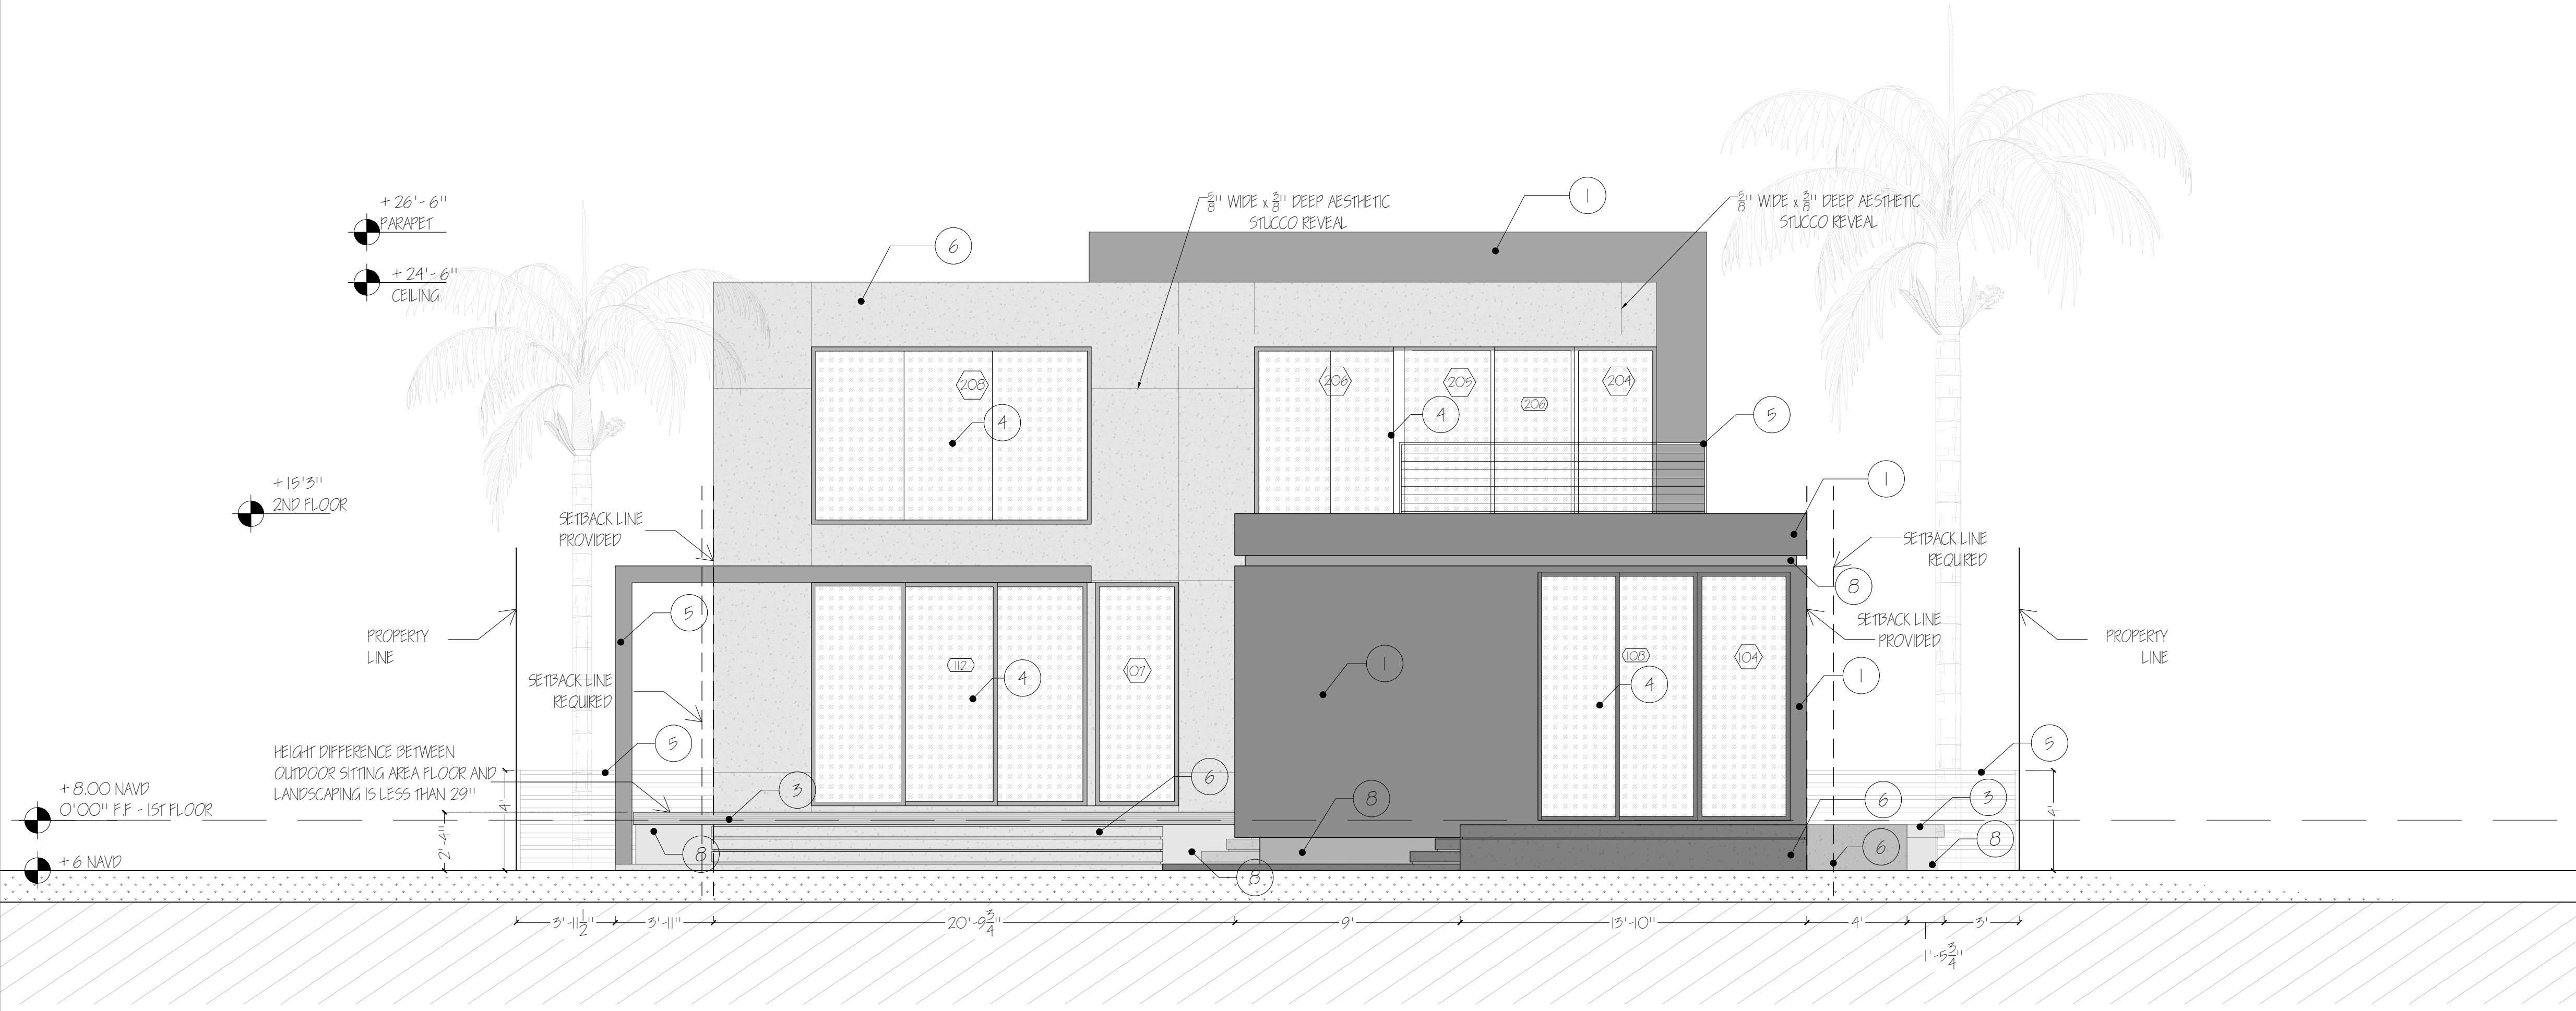 + 26'- 6"
PARAPET
+ 24'- 6"
CEILING
+ 15'3"
2ND FLOOR
+ 8.00 NAVD
0'00" F.F - 1ST FLOOR
+ 6 NAVD
5/8" WIDE x 3/8" DEEP AESTHETIC
STUCCO REVEAL
5/8" WIDE x 3/8" DEEP AESTHETIC
STUCCO REVEAL
1
6
208
4
206
205
206
204
4
5
1
SETBACK LINE
PROVIDED
SETBACK LINE
REQUIRED
8
5
SETBACK LINE
PROVIDED
PROPERTY
LINE
PROPERTY
LINE
SETBACK LINE
REQUIRED
112
107
4
1
108
104
4
1
5
5
HEIGHT DIFFERENCE BETWEEN
OUTDOOR SITTING AREA FLOOR AND
LANDSCAPING IS LESS THAN 29"
3
6
8
6
3
4'
4'
2'-4"
8
8
6
8
3'-11 1/2"
3'-11"
20'-9 3/4"
9'
13'-10"
4'
3'
1'-5 3/4"